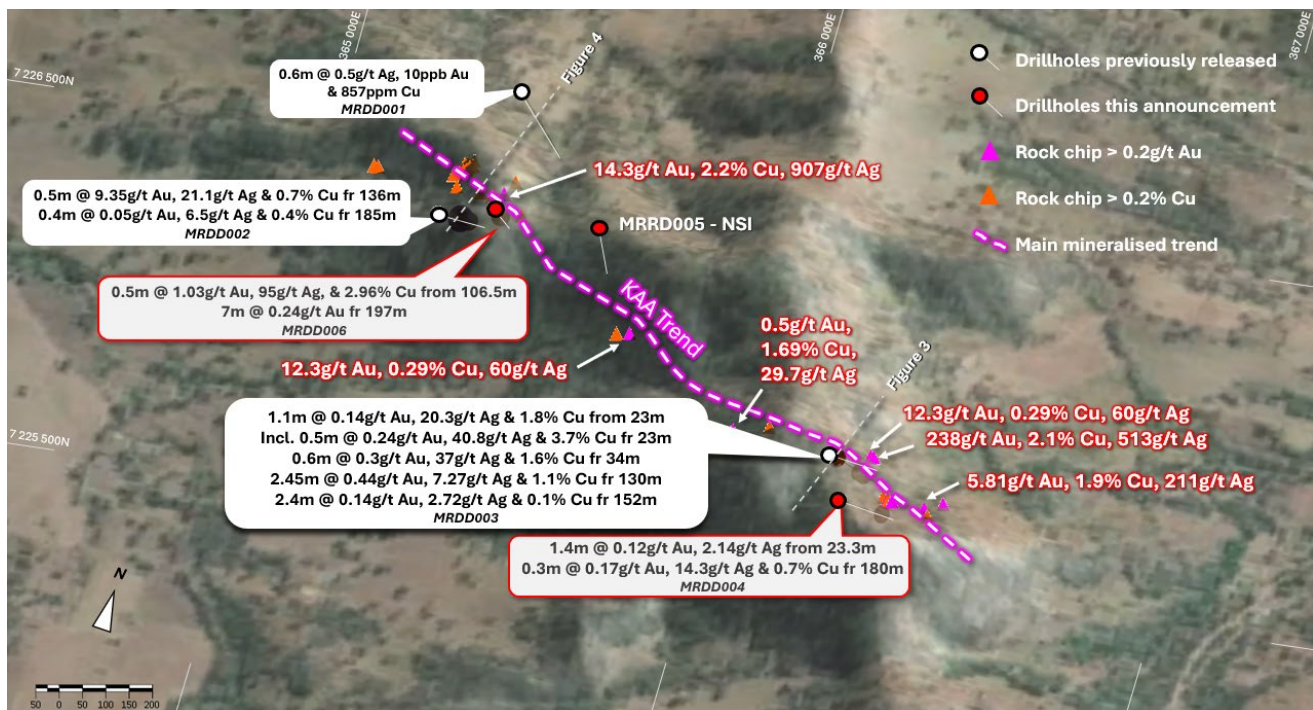 365 000E
366 000E
367 000E
7 226 500N
Figure 4
0.6m @ 0.5g/t Ag, 10ppb Au
& 857ppm Cu
MRDD001
Drillholes previously released
Drillholes this announcement
Rock chip > 0.2g/t Au
Rock chip > 0.2% Cu
Main mineralised trend
14.3g/t Au, 2.2% Cu, 907g/t Ag
0.5m @ 9.35g/t Au, 21.1g/t Ag & 0.7% Cu fr 136m
0.4m @ 0.05g/t Au, 6.5g/t Ag & 0.4% Cu fr 185m
MRDD002
MRRD005 - NSI
0.5m @ 1.03g/t Au, 95g/t Ag, & 2.96% Cu from 106.5m
7m @ 0.24g/t Au fr 197m
MRDD006
KAA Trend
12.3g/t Au, 0.29% Cu, 60g/t Ag
0.5g/t Au,
1.69% Cu,
29.7g/t Ag
Figure 3
7 225 500N
1.1m @ 0.14g/t Au, 20.3g/t Ag & 1.8% Cu from 23m
Incl. 0.5m @ 0.24g/t Au, 40.8g/t Ag & 3.7% Cu fr 23m
0.6m @ 0.3g/t Au, 37g/t Ag & 1.6% Cu fr 34m
2.45m @ 0.44g/t Au, 7.27g/t Ag & 1.1% Cu fr 130m
2.4m @ 0.14g/t Au, 2.72g/t Ag & 0.1% Cu fr 152m
MRDD003
12.3g/t Au, 0.29% Cu, 60g/t Ag
238g/t Au, 2.1% Cu, 513g/t Ag
5.81g/t Au, 1.9% Cu, 211g/t Ag
1.4m @ 0.12g/t Au, 2.14g/t Ag from 23.3m
0.3m @ 0.17g/t Au, 14.3g/t Ag & 0.7% Cu fr 180m
MRDD004
N
50 0 50 100 150 200